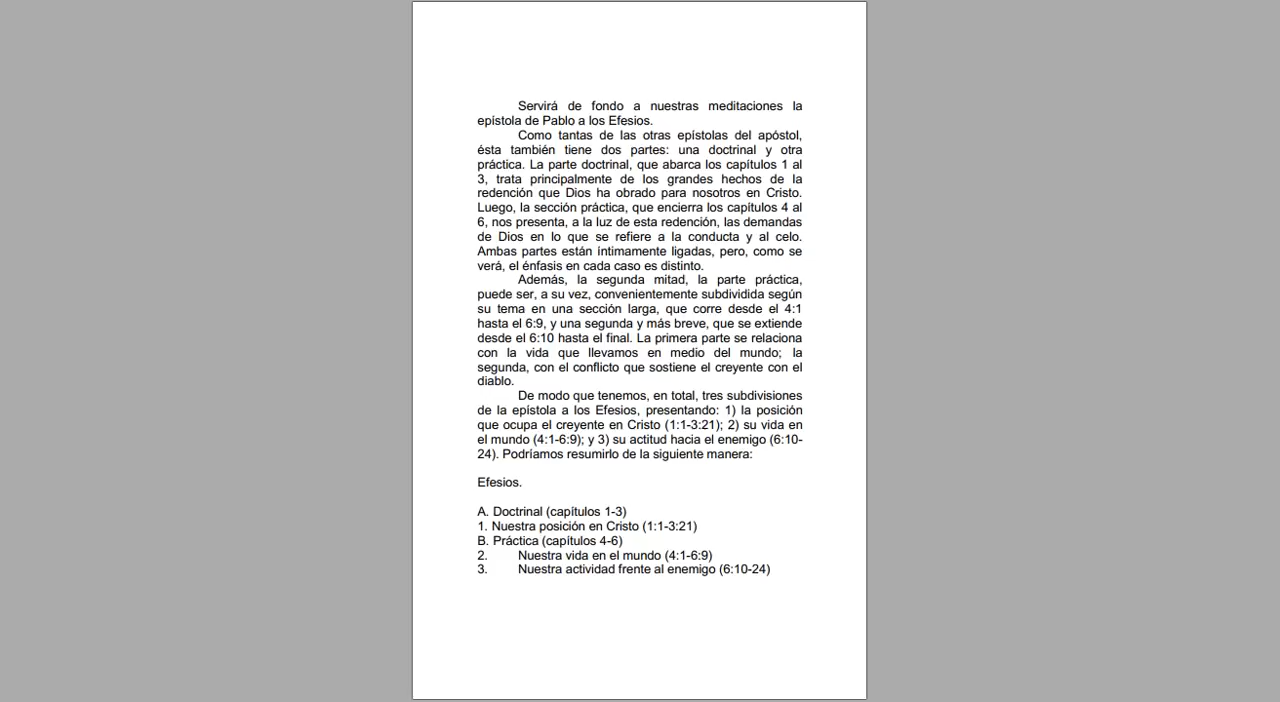 Servirá de fondo a nuestras meditaciones la
epístola de Pablo a los Efesios.
Como tantas de las otras epístolas del apóstol,
ésta también tiene dos partes: una doctrinal y otra
práctica. La parte doctrinal, que abarca los capítulos 1 al
3, trata principalmente de los grandes hechos de la
redención que Dios ha obrado para nosotros en Cristo.
Luego, la sección práctica, que encierra los capítulos 4 al
6, nos presenta, a la luz de esta redención, las demandas
de Dios en lo que se refiere a la conducta y al celo.
Ambas partes están íntimamente ligadas, pero, como se
verá, el énfasis en cada caso es distinto.
Además, la segunda mitad, la parte práctica,
puede ser, a su vez, convenientemente subdividida según
su tema en una sección larga, que corre desde el 4:1
hasta el 6:9, y una segunda y más breve, que se extiende
desde el 6:10 hasta el final. La primera parte se relaciona
con la vida que llevamos en medio del mundo; la
segunda, con el conflicto que sostiene el creyente con el
diablo.
De modo que tenemos, en total, tres subdivisiones
de la epístola a los Efesios, presentando: 1) la posición
que ocupa el creyente en Cristo (1:1-3:21); 2) su vida en
el mundo (4:1-6:9); y 3) su actitud hacia el enemigo (6:10-
24). Podríamos resumirlo de la siguiente manera:
Efesios.
A. Doctrinal (capítulos 1-3)
1. Nuestra posición en Cristo (1:1-3:21)
B. Práctica (capítulos 4-6)
2. Nuestra vida en el mundo (4:1-6:9)
3. Nuestra actividad frente al enemigo (6:10-24)